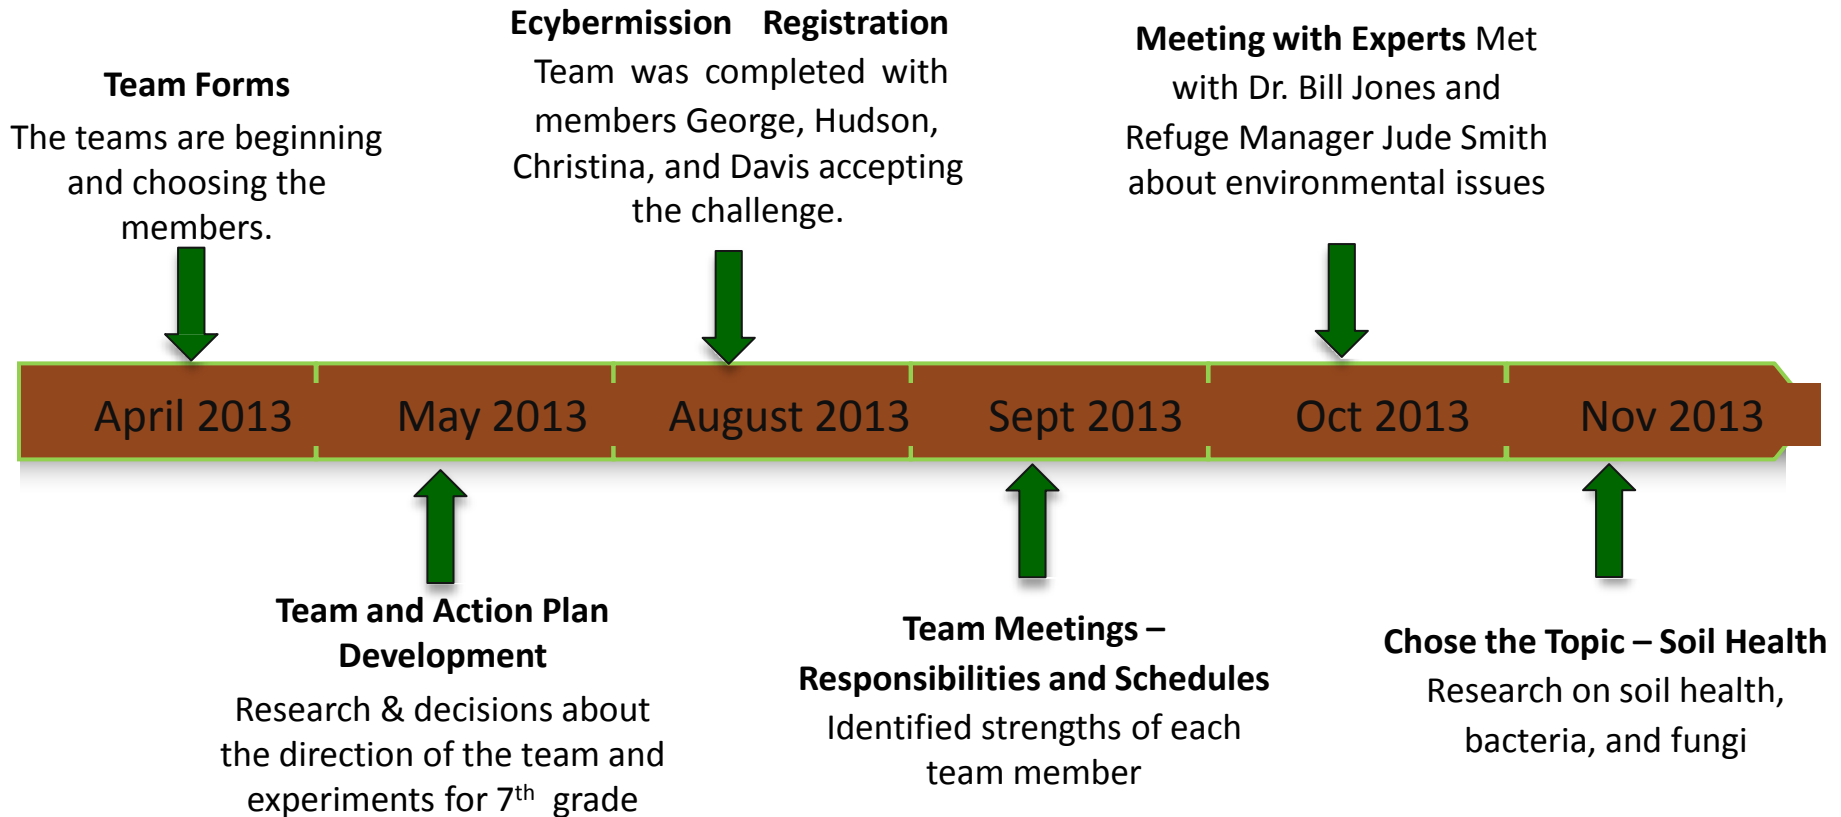 Team Forms
The teams are beginning
and choosing the
members.
Ecybermission Registration
Team was completed with
members George, Hudson,
Christina, and Davis accepting
the challenge.
Meeting with Experts Met
with Dr. Bill Jones and
Refuge Manager Jude Smith
about environmental issues
April 2013
May 2013
August 2013
Sept 2013
Oct 2013
Nov 2013
Team and Action Plan
Development
Research & decisions about
the direction of the team and
experiments for 7th grade
Team Meetings –
Responsibilities and Schedules
Identified strengths of each
team member
Chose the Topic – Soil Health
Research on soil health,
bacteria, and fungi